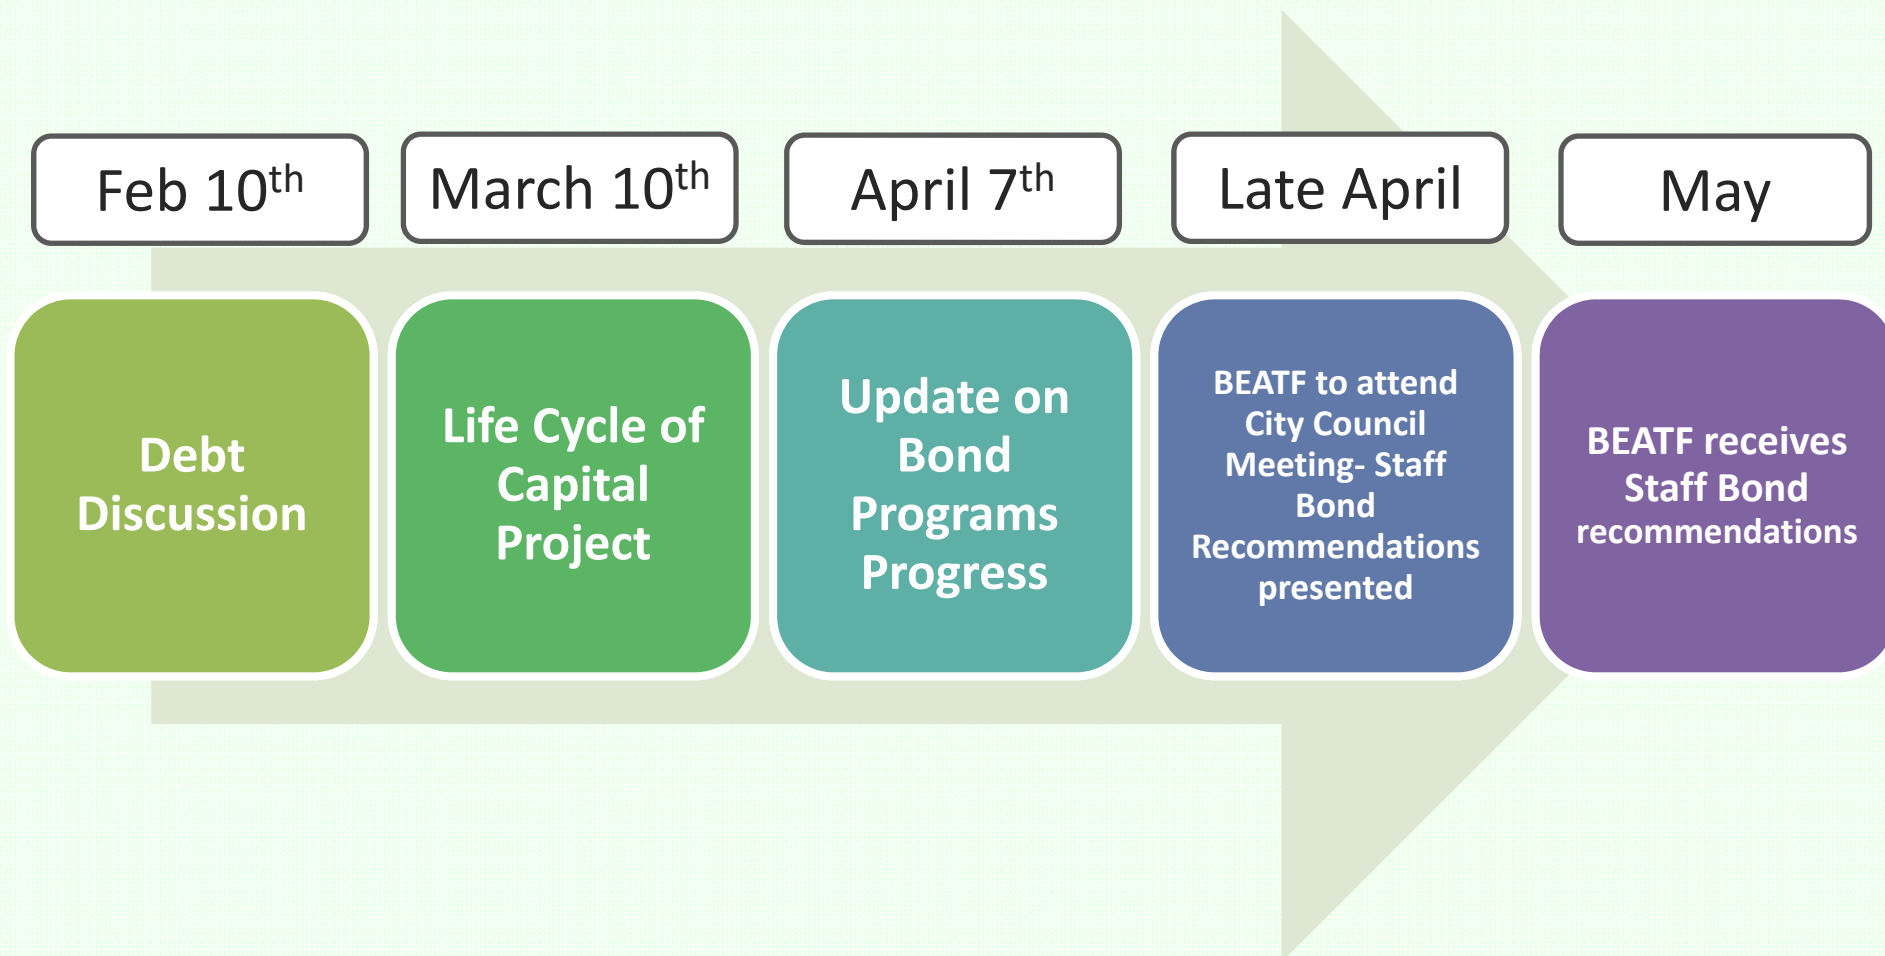 Feb 10th
March 10th
April 7th
Late April
May
Debt
Discussion
Life Cycle of
Capital
Project
Update on
Bond
Programs
Progress
BEATF to attend
City Council
Meeting- Staff
Bond
Recommendations
presented
BEATF receives
Staff Bond
recommendations